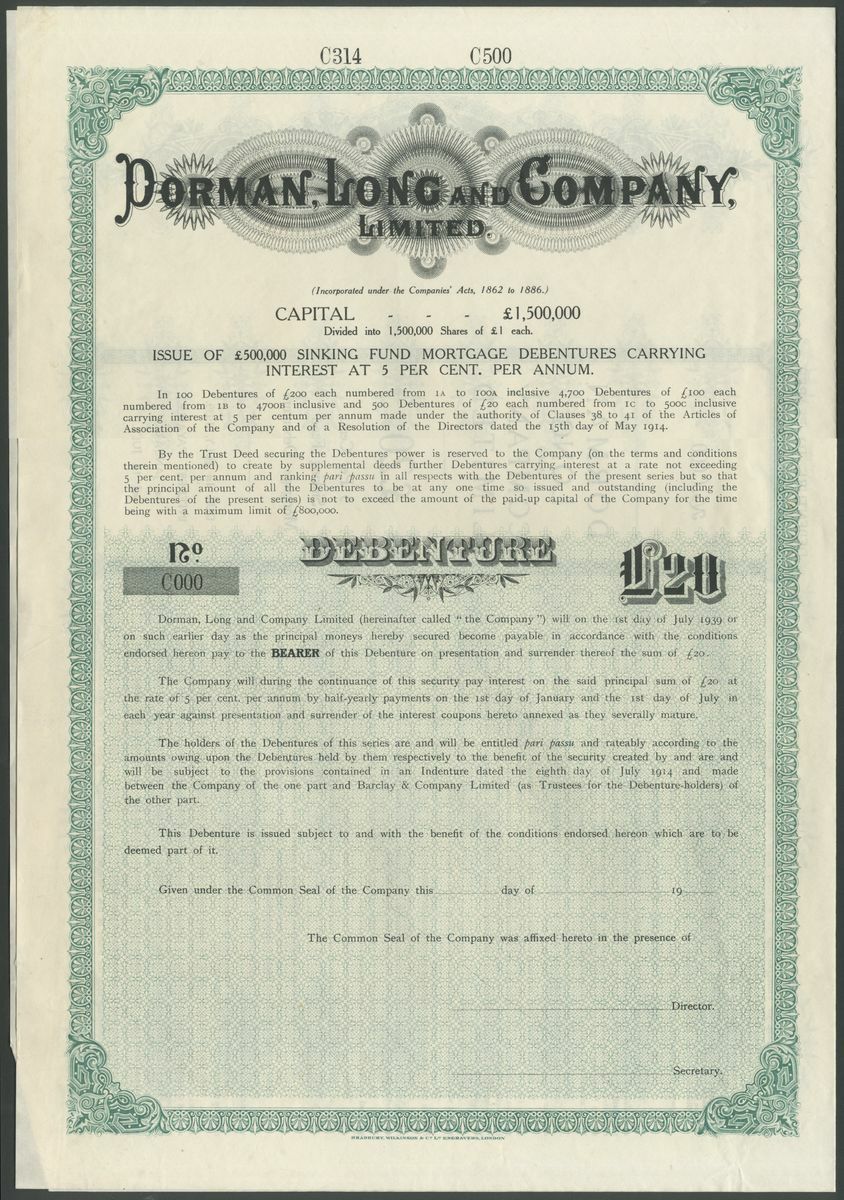 C314 C500
DORMAN, LONG AND COMPANY,
LIMITED.
(Incorporated under the Companies' Acts, 1862 to 1886.)
CAPITAL - - - £1,500,000
Divided into 1,500,000 Shares of £1 each.
ISSUE OF £500,000 SINKING FUND MORTGAGE DEBENTURES CARRYING
INTEREST AT 5 PER CENT. PER ANNUM.
In 100 Debentures of £200 each numbered from 1A to 100A inclusive 4,700 Debentures of £100 each
numbered from 1B to 4700B inclusive and 500 Debentures of £20 each numbered from 1C to 500C inclusive
carrying interest at 5 per centum per annum made under the authority of Clauses 38 to 41 of the Articles of
Association of the Company and of a Resolution of the Directors dated the 15th day of May 1914.
By the Trust Deed securing the Debentures power is reserved to the Company (on the terms and conditions
therein mentioned) to create by supplemental deeds further Debentures carrying interest at a rate not exceeding
5 per cent. per annum and ranking pari passu in all respects with the Debentures of the present series but so that
the principal amount of all the Debentures to be at any one time so issued and outstanding (including the
Debentures of the present series) is not to exceed the amount of the paid-up capital of the Company for the time
being with a maximum limit of £800,000.
No. DEBENTURE £20
C000
Dorman, Long and Company Limited (hereinafter called "the Company") will on the 1st day of July 1939 or
on such earlier day as the principal moneys hereby secured become payable in accordance with the conditions
endorsed hereon pay to the BEARER of this Debenture on presentation and surrender thereof the sum of £20.
The Company will during the continuance of this security pay interest on the said principal sum of £20 at
the rate of 5 per cent. per annum by half-yearly payments on the 1st day of January and the 1st day of July in
each year against presentation and surrender of the interest coupons hereto annexed as they severally mature.
The holders of the Debentures of this series are and will be entitled pari passu and rateably according to the
amounts owing upon the Debentures held by them respectively to the benefit of the security created by and are and
will be subject to the provisions contained in an Indenture dated the eighth day of July 1914 and made
between the Company of the one part and Barclay & Company Limited (as Trustees for the Debenture-holders) of
the other part.
This Debenture is issued subject to and with the benefit of the conditions endorsed hereon which are to be
deemed part of it.
Given under the Common Seal of the Company this day of 19
The Common Seal of the Company was affixed hereto in the presence of
Director.
Secretary.
BRADBURY, WILKINSON & Co. Ld. ENGRAVERS, LONDON